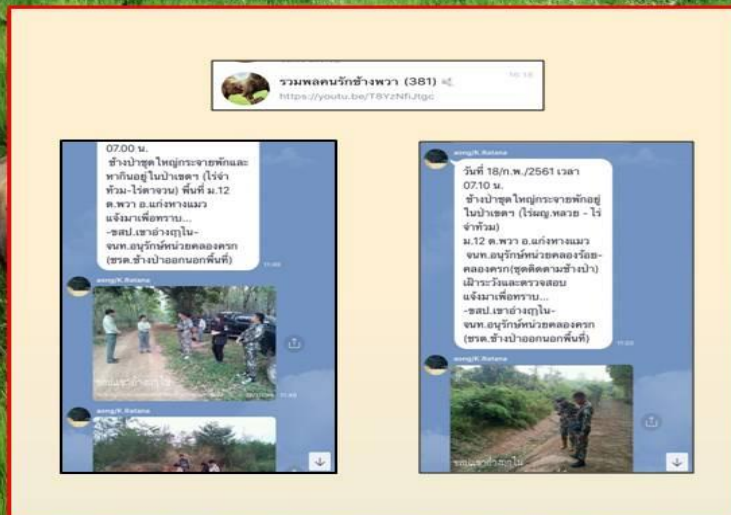 รวมพลคนรักช้างพวา (381)
https://youtu.be/T8YzNfiJtgc
07.00 น.
ช้างป่าชุดใหญ่กระจายพักและ
หากินอยู่ในป่าเขตฯ (ไร่จ่า
ท้วม-ไร่ตาจวน) พื้นที่ ม.12
ต.พวา อ.แก่งหางแมว
แจ้งมาเพื่อทราบ...
-ขสป.เขาอ่างฤๅไน-
จนท.อนุรักษ์หน่วยคลองครก
(ชรต.ช้างป่าออกนอกพื้นที่)
aong/K.Ratana
aong/K.Ratana
aong/K.Ratana
วันที่ 18/ก.พ./2561 เวลา
07.10 น.
ช้างป่าชุดใหญ่กระจายพักอยู่
ในป่าเขตฯ (ไร่ผญ.หลวย - ไร่
จ่าท้วม)
ม.12 ต.พวา อ.แก่งหางแมว
จนท.อนุรักษ์หน่วยคลองร้อย-
คลองครก(ชุดติดตามช้างป่า)
เฝ้าระวังและตรวจสอบ
แจ้งมาเพื่อทราบ...
-ขสป.เขาอ่างฤๅไน-
จนท.อนุรักษ์หน่วยคลองครก
(ชรต.ช้างป่าออกนอกพื้นที่)
aong/K.Ratana